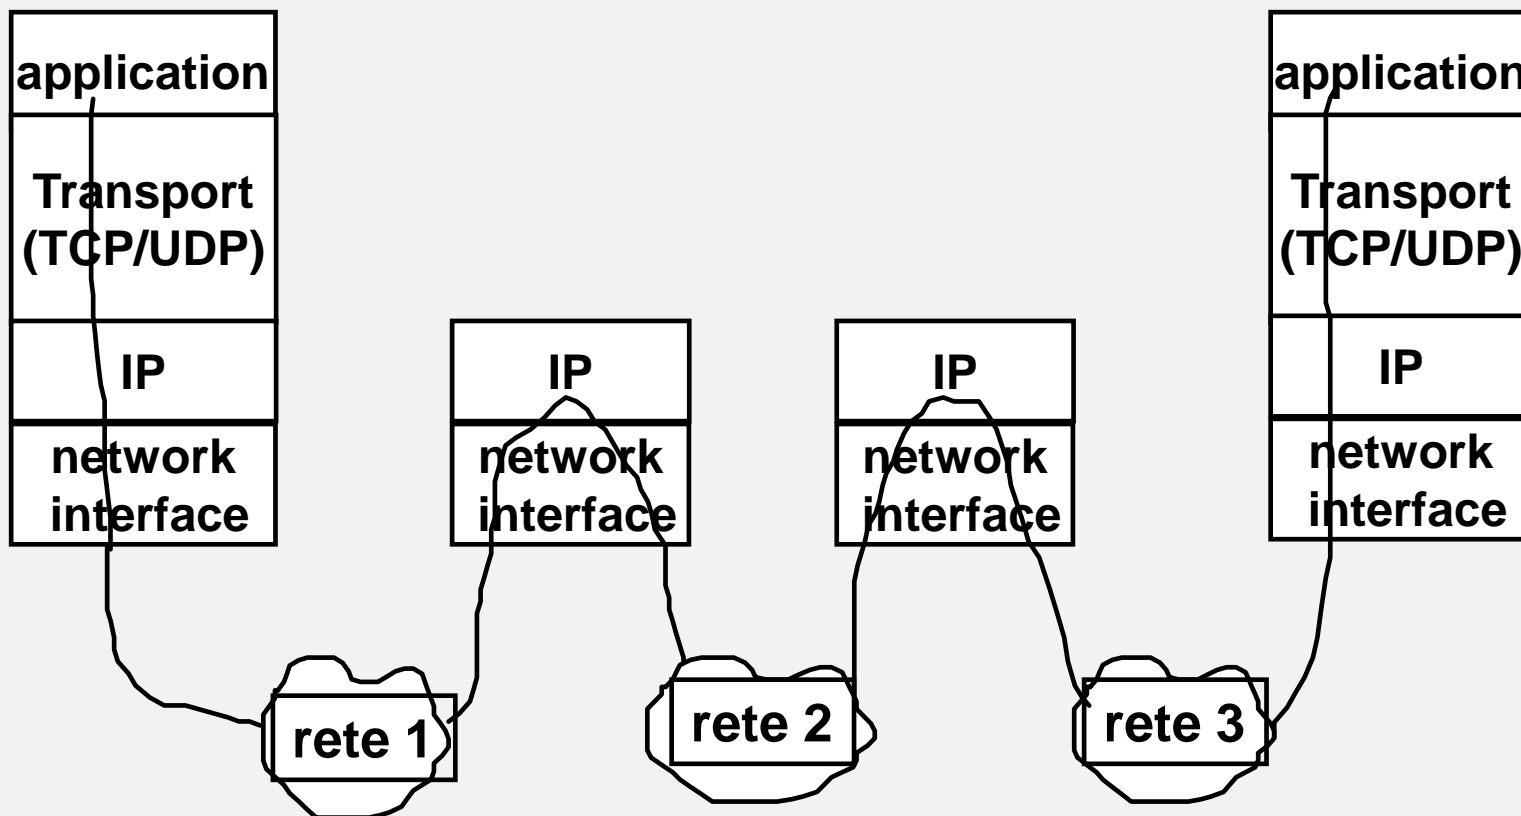 application
Transport
(TCP/UDP)
IP
network
interface
IP
network
interface
IP
network
interface
application
Transport
(TCP/UDP)
IP
network
interface
rete 1
rete 2
rete 3